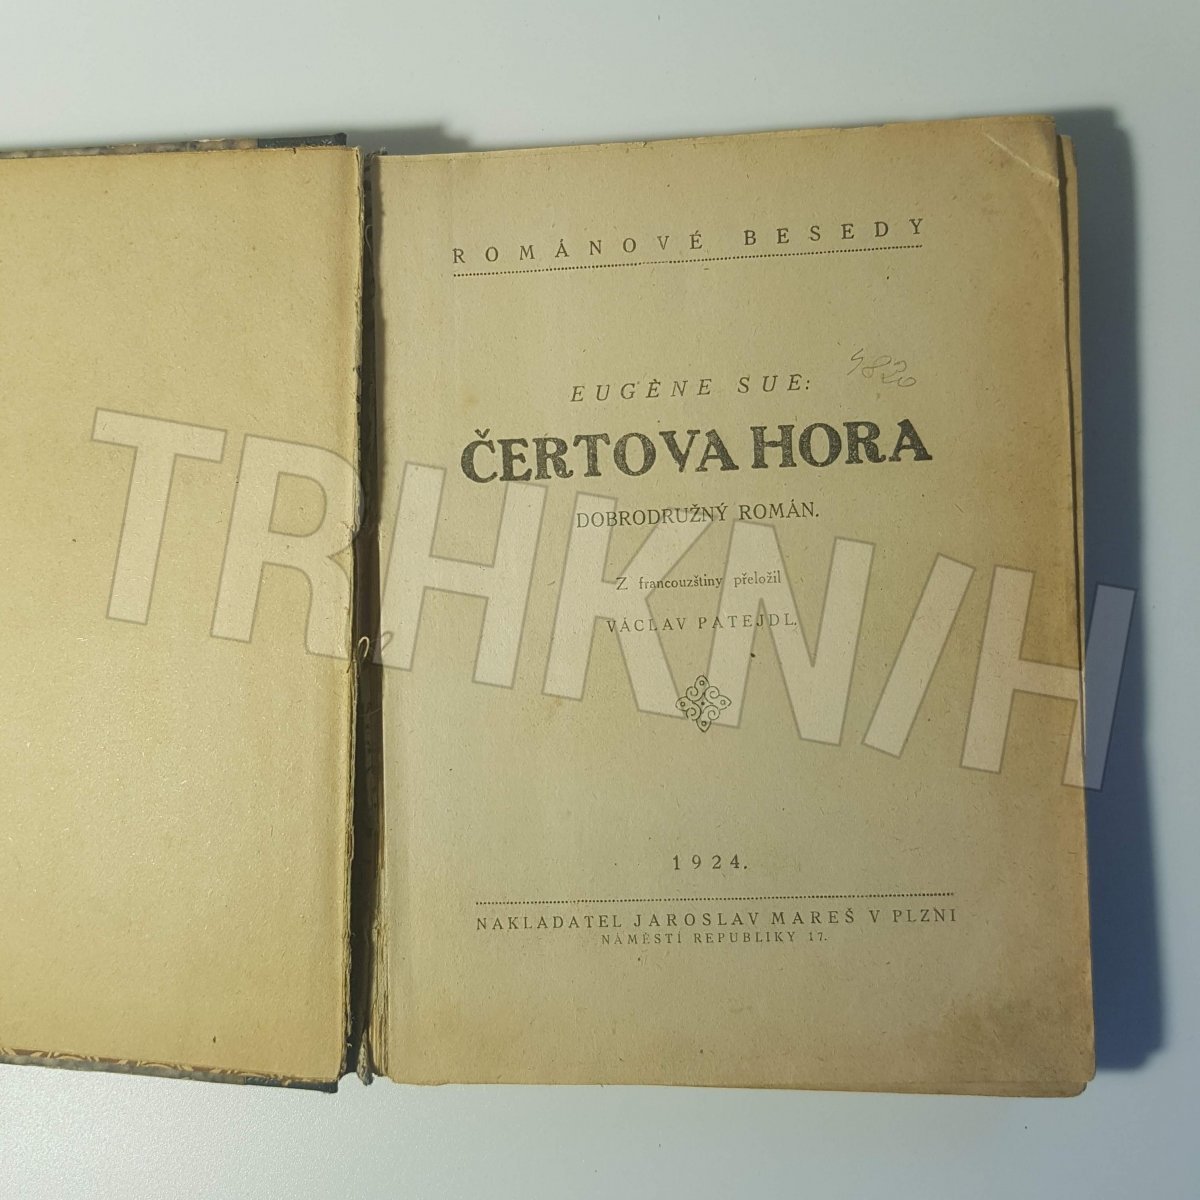 ROMÁNOVÉ BESEDY
EUGÈNE SUE:
4820
ČERTOVA HORA
DOBRODRUŽNÝ ROMÁN.
Z francouzštiny přeložil
VÁCLAV PATEJDL.
1924.
NAKLADATEL JAROSLAV MAREŠ V PLZNI
NÁMĚSTÍ REPUBLIKY 17.
TRHKNIH